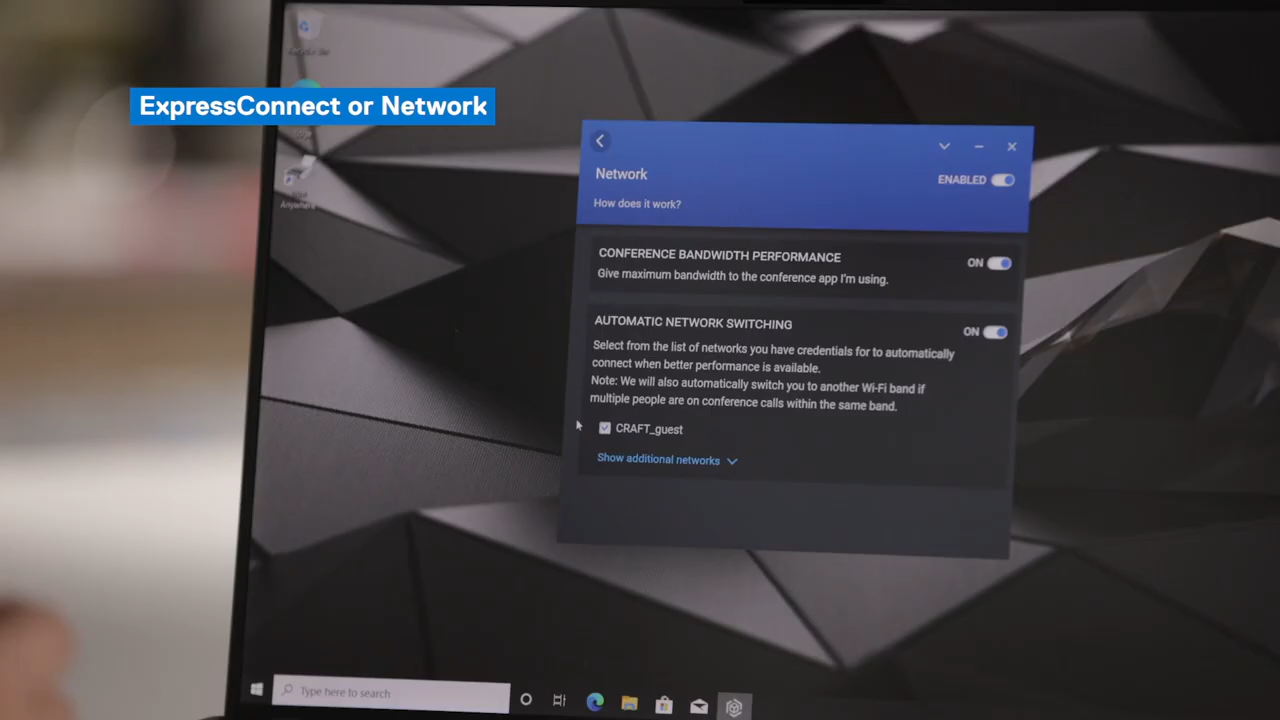 Recycle Bin
ExpressConnect or Network
Anywhere
Network
ENABLED
How does it work?
CONFERENCE BANDWIDTH PERFORMANCE
ON
Give maximum bandwidth to the conference app I'm using.
AUTOMATIC NETWORK SWITCHING
ON
Select from the list of networks you have credentials for to automatically
connect when better performance is available.
Note: We will also automatically switch you to another Wi-Fi band if
multiple people are on conference calls within the same band.
CRAFT_guest
Show additional networks
Type here to search